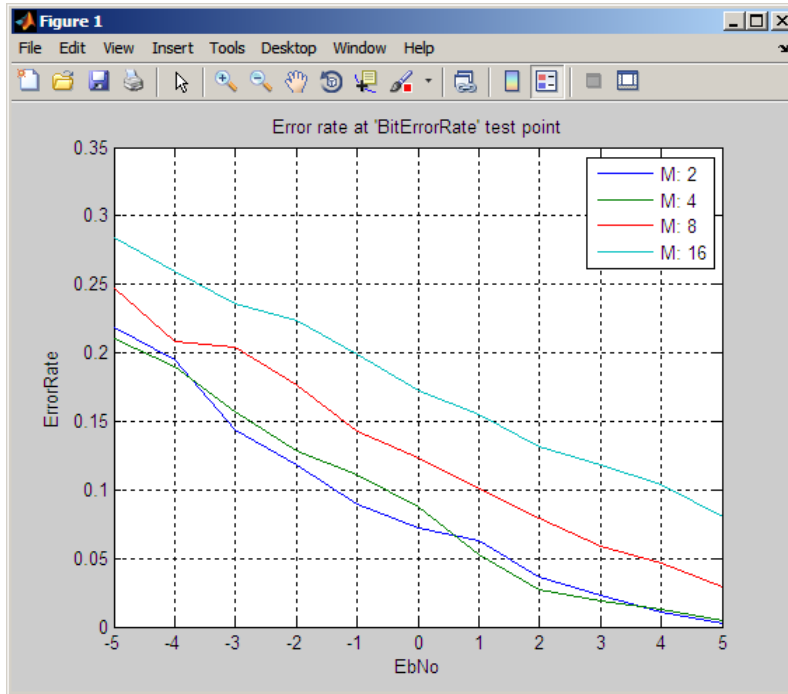 Figure 1
File Edit View Insert Tools Desktop Window Help
Error rate at 'BitErrorRate' test point
0.35
0.3
0.25
0.2
0.15
0.1
0.05
0
ErrorRate
M: 2
M: 4
M: 8
M: 16
-5 -4 -3 -2 -1 0 1 2 3 4 5
EbNo